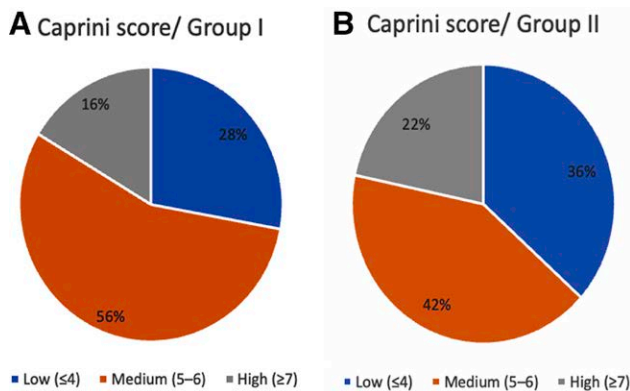 A Caprini score/ Group I
16%
28%
56%
Low (≤4) Medium (5–6) High (≥7)
B Caprini score/ Group II
22%
36%
42%
Low (≤4) Medium (5–6) High (≥7)